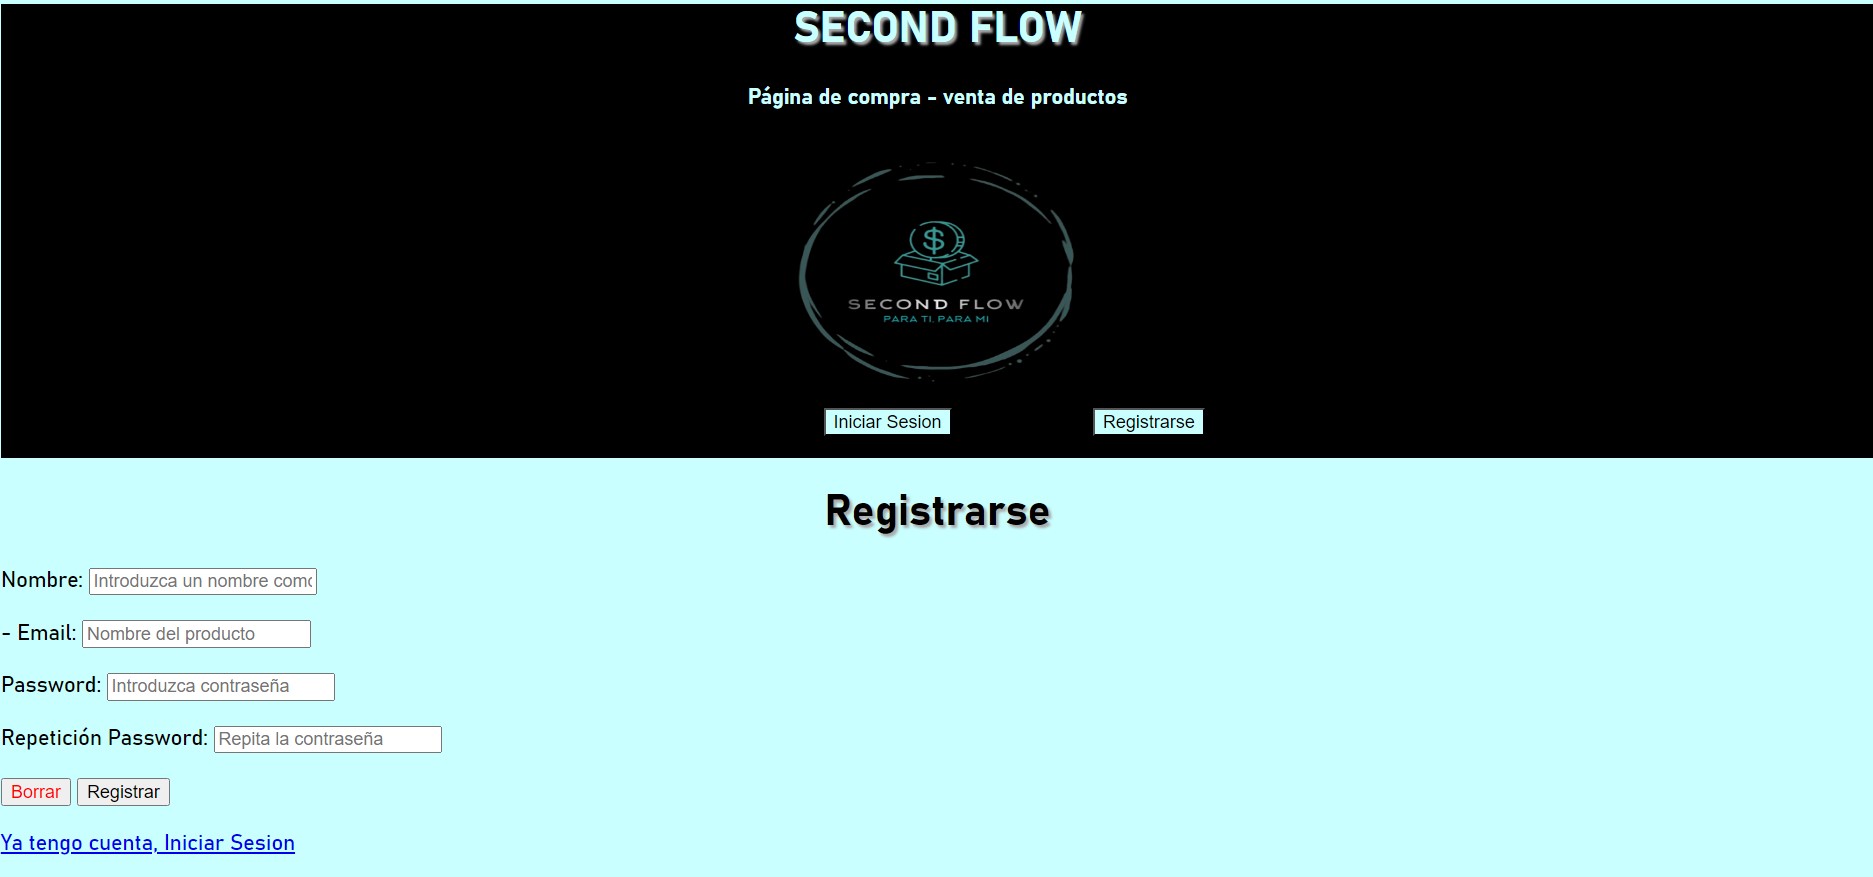 SECOND FLOW
Página de compra - venta de productos
$
SECOND FLOW
PARA TI, PARA MI
Iniciar Sesion Registrarse
Registrarse
Nombre: Introduzca un nombre como
- Email: Nombre del producto
Password: Introduzca contraseña
Repetición Password: Repita la contraseña
Borrar Registrar
Ya tengo cuenta, Iniciar Sesion